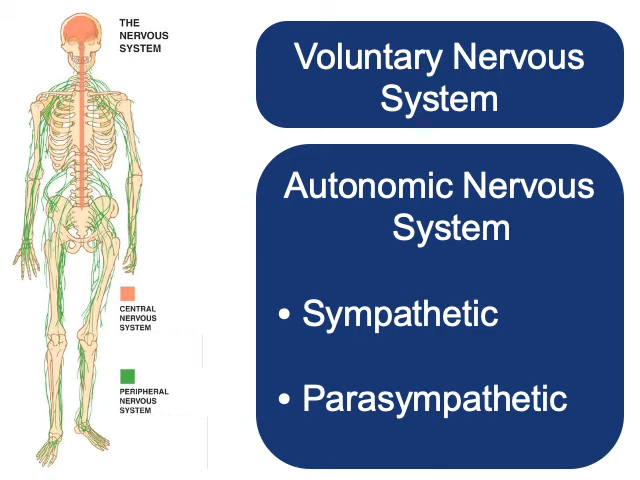 THE
NERVOUS
SYSTEM
CENTRAL
NERVOUS
SYSTEM
PERIPHERAL
NERVOUS
SYSTEM
Voluntary Nervous
System
Autonomic Nervous
System
• Sympathetic
• Parasympathetic